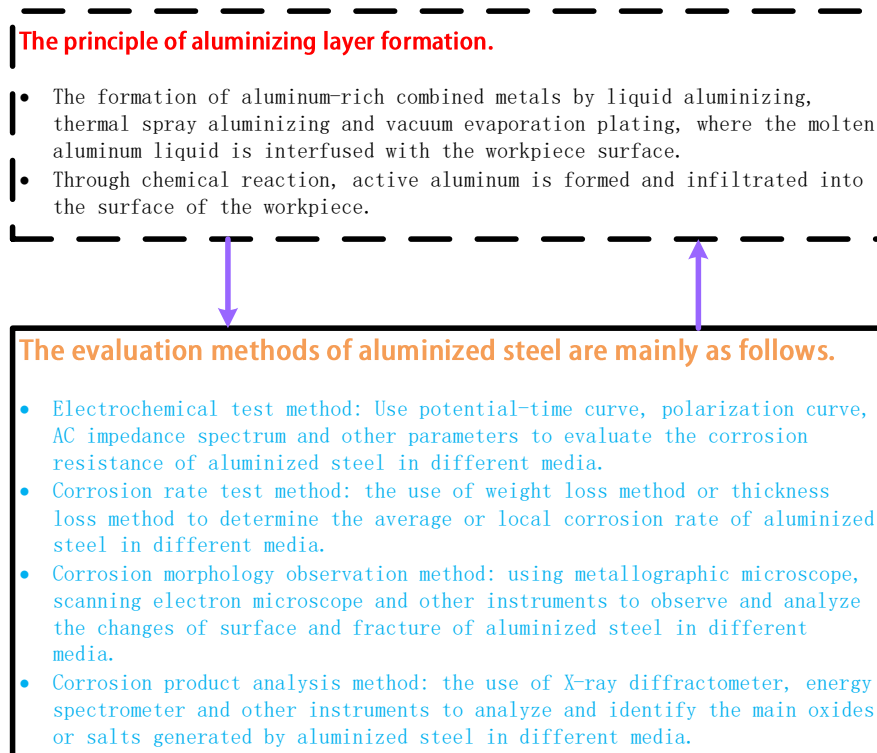 The principle of aluminizing layer formation.
• The formation of aluminum-rich combined metals by liquid aluminizing,
thermal spray aluminizing and vacuum evaporation plating, where the molten
aluminum liquid is interfused with the workpiece surface.
• Through chemical reaction, active aluminum is formed and infiltrated into
the surface of the workpiece.
The evaluation methods of aluminized steel are mainly as follows.
• Electrochemical test method: Use potential-time curve, polarization curve,
AC impedance spectrum and other parameters to evaluate the corrosion
resistance of aluminized steel in different media.
• Corrosion rate test method: the use of weight loss method or thickness
loss method to determine the average or local corrosion rate of aluminized
steel in different media.
• Corrosion morphology observation method: using metallographic microscope,
scanning electron microscope and other instruments to observe and analyze
the changes of surface and fracture of aluminized steel in different
media.
• Corrosion product analysis method: the use of X-ray diffractometer, energy
spectrometer and other instruments to analyze and identify the main oxides
or salts generated by aluminized steel in different media.